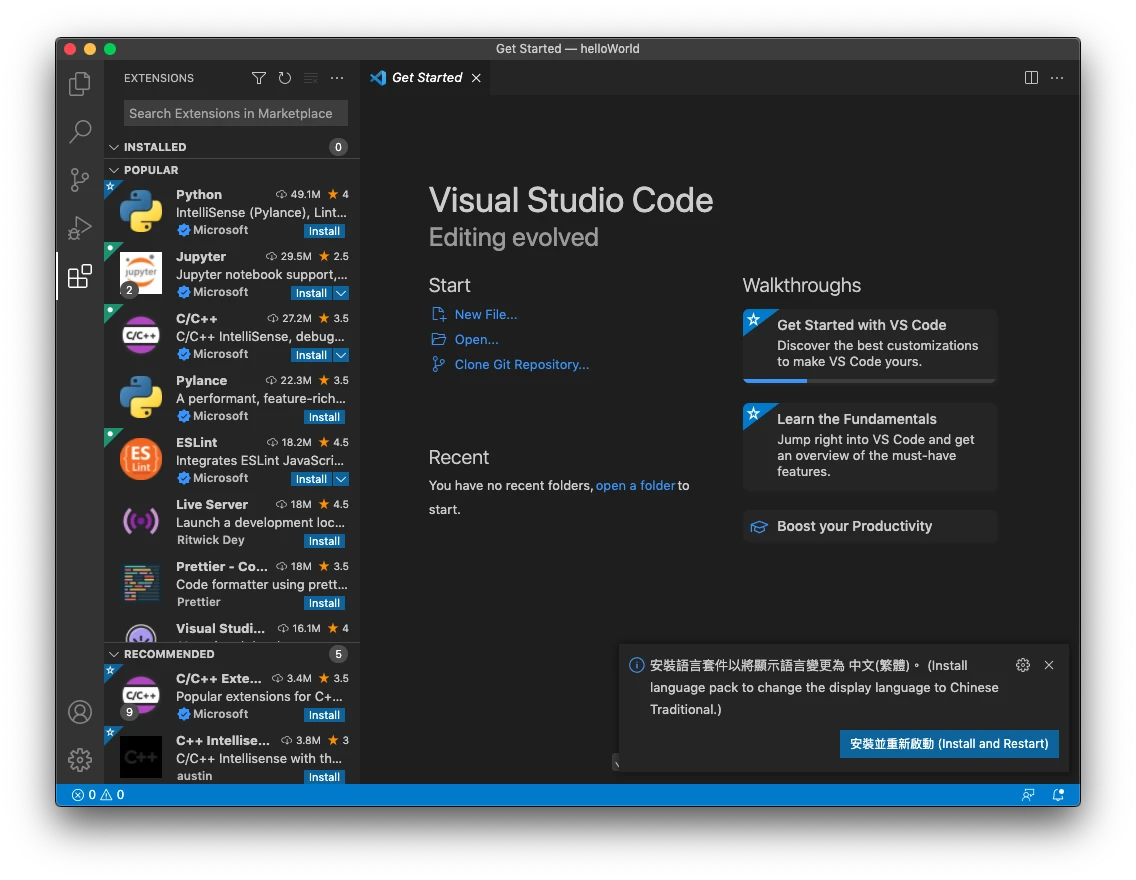 Get Started — helloWorld
EXTENSIONS
Get Started
Search Extensions in Marketplace
INSTALLED 0
POPULAR
Python 49.1M 4
IntelliSense (Pylance), Lint...
Microsoft Install
Jupyter 29.5M 2.5
Jupyter notebook support,...
Microsoft Install
jupyter
2
C/C++ 27.2M 3.5
C/C++ IntelliSense, debug...
Microsoft Install
C/C++
Pylance 22.3M 3.5
A performant, feature-rich...
Microsoft Install
ESLint 18.2M 4.5
Integrates ESLint JavaScri...
Microsoft Install
ES
Lint
Live Server 18M 4.5
Launch a development loc...
Ritwick Dey Install
Prettier - Co... 18M 3.5
Code formatter using prett...
Prettier Install
Visual Studi... 16.1M 4
RECOMMENDED 5
C/C++ Exte... 3.4M 3.5
Popular extensions for C+...
Microsoft Install
C/C++
9
C++ Intellise... 3.8M 3
C/C++ Intellisense with th...
austin Install
C++
Visual Studio Code
Editing evolved
Start
New File...
Open...
Clone Git Repository...
Recent
You have no recent folders, open a folder to
start.
Walkthroughs
Get Started with VS Code
Discover the best customizations
to make VS Code yours.
Learn the Fundamentals
Jump right into VS Code and get
an overview of the must-have
features.
Boost your Productivity
安裝語言套件以將顯示語言變更為 中文(繁體)。 (Install
language pack to change the display language to Chinese
Traditional.)
安裝並重新啟動 (Install and Restart)
0 0